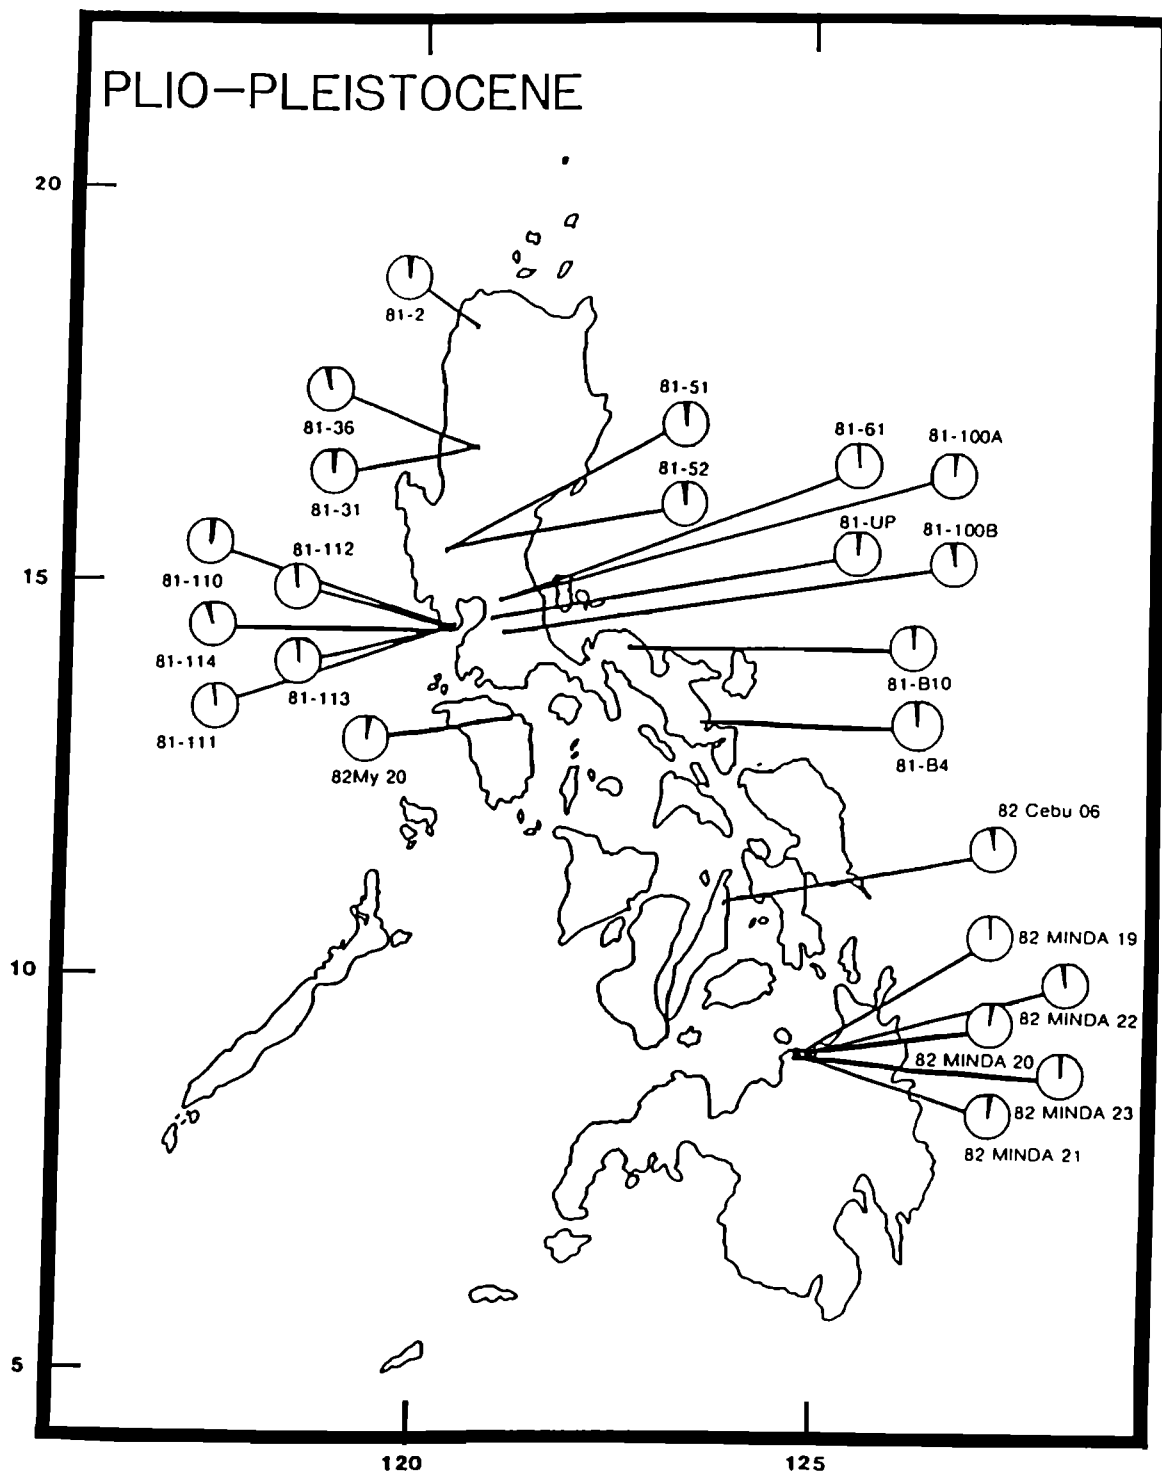 PLIO-PLEISTOCENE
20
81-2
81-51
81-36
81-61
81-100A
81-52
81-31
81-UP
81-100B
81-112
15
81-110
81-114
81-113
81-B10
81-111
82My 20
81-B4
82 Cebu 06
82 MINDA 19
10
82 MINDA 22
82 MINDA 20
82 MINDA 23
82 MINDA 21
5
120
125